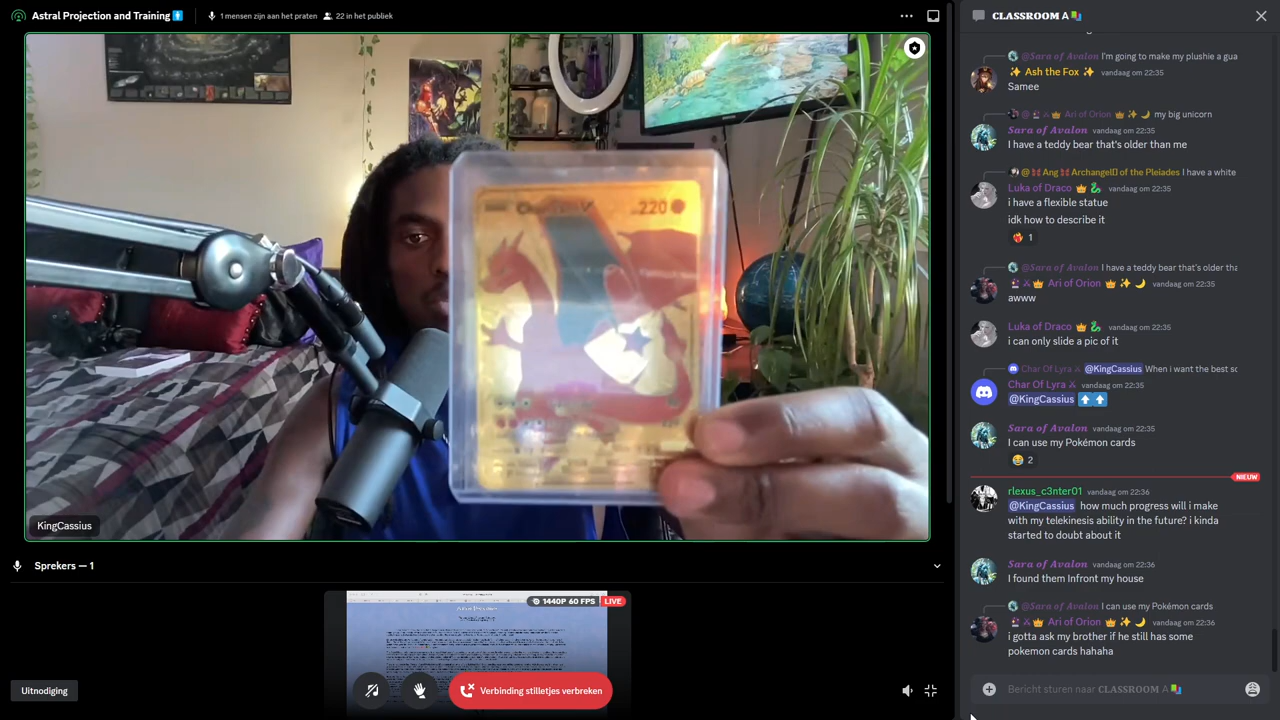 Astral Projection and Training
1 mensen zijn aan het praten
22 in het publiek
220
KingCassius
Sprekers — 1
1440P 60 FPS
LIVE
Uitnodiging
Verbinding stilletjes verbreken
CLASSROOM A
@Sara of Avalon I'm going to make my plushie a gua
Ash the Fox vandaag om 22:35
Samee
@ Ari of Orion my big unicorn
Sara of Avalon vandaag om 22:35
I have a teddy bear that's older than me
@ Ang Archangel of the Pleiades I have a white
Luka of Draco vandaag om 22:35
i have a flexible statue
idk how to describe it
1
@Sara of Avalon I have a teddy bear that's older tha
Ari of Orion vandaag om 22:35
awww
Luka of Draco vandaag om 22:35
i can only slide a pic of it
Char Of Lyra @KingCassius When i want the best sc
Char Of Lyra vandaag om 22:35
@KingCassius
Sara of Avalon vandaag om 22:35
I can use my Pokémon cards
2
NIEUW
rlexus_c3nter01 vandaag om 22:36
@KingCassius how much progress will i make
with my telekinesis ability in the future? i kinda
started to doubt about it
Sara of Avalon vandaag om 22:36
I found them Infront my house
@Sara of Avalon I can use my Pokémon cards
Ari of Orion vandaag om 22:36
i gotta ask my brother if he still has some
pokemon cards hahaha
Bericht sturen naar CLASSROOM A